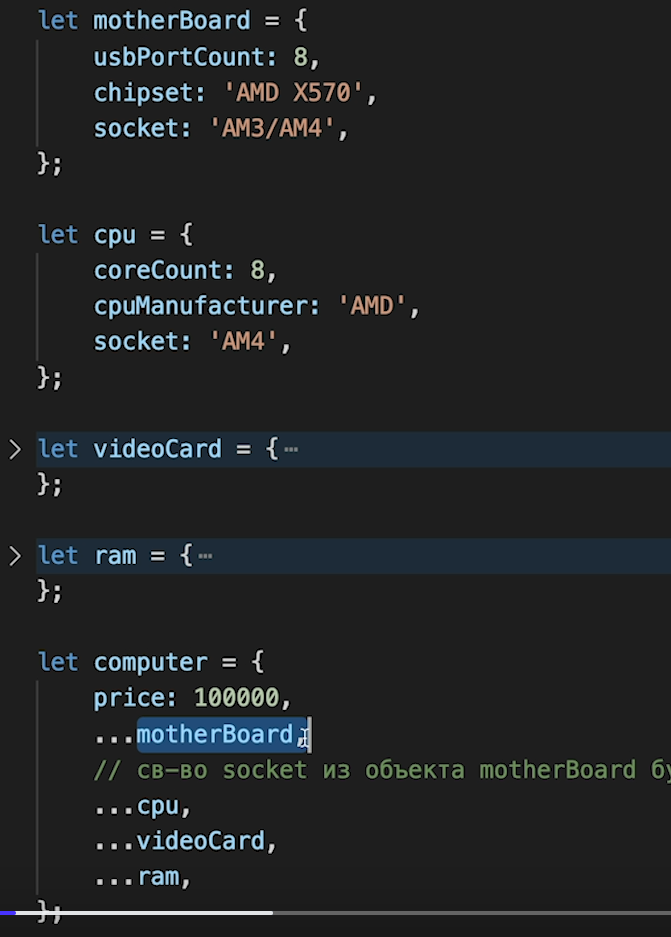 let motherBoard = {
    usbPortCount: 8,
    chipset: 'AMD X570',
    socket: 'AM3/AM4',
};
let cpu = {
    coreCount: 8,
    cpuManufacturer: 'AMD',
    socket: 'AM4',
};
let videoCard = {…
};
let ram = {…
};
let computer = {
    price: 100000,
    ...motherBoard,
    // св-во socket из объекта motherBoard
    ...cpu,
    ...videoCard,
    ...ram,
};